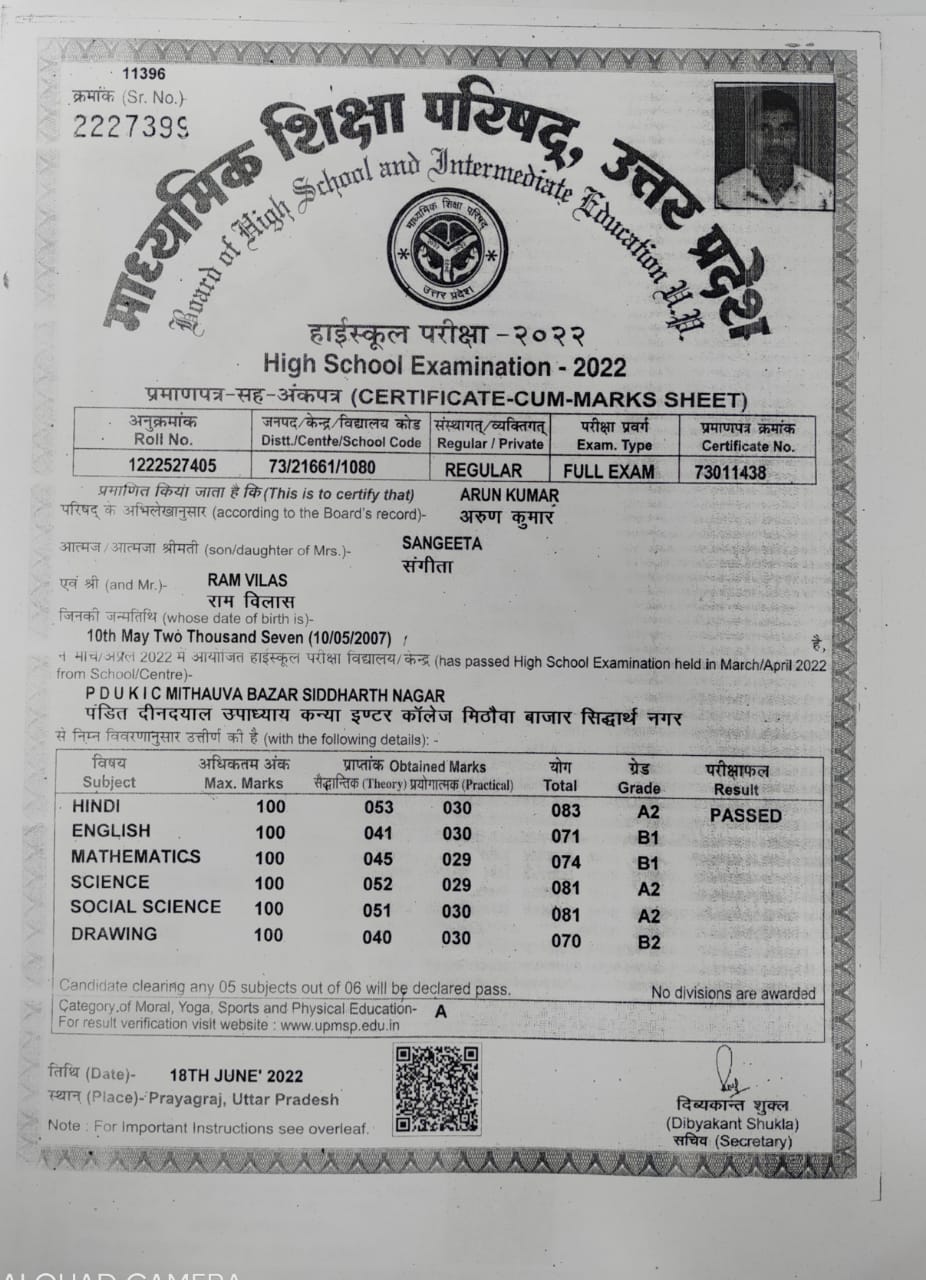 11396
क्रमांक (Sr. No.)
2227399
माध्यमिक शिक्षा परिषद्, उत्तर प्रदेश
Board of High School and Intermediate Education U.P.
माध्यमिक शिक्षा परिषद्
उत्तर प्रदेश
हाईस्कूल परीक्षा - २०२२
High School Examination - 2022
प्रमाणपत्र-सह-अंकपत्र (CERTIFICATE-CUM-MARKS SHEET)
अनुक्रमांक जनपद/केन्द्र/विद्यालय कोड संस्थागत्/व्यक्तिगत् परीक्षा प्रवर्ग प्रमाणपत्र क्रमांक
Roll No. Distt./Centre/School Code Regular / Private Exam. Type Certificate No.
1222527405 73/21661/1080 REGULAR FULL EXAM 73011438
प्रमाणित किया जाता है कि (This is to certify that) ARUN KUMAR
परिषद् के अभिलेखानुसार (according to the Board's record)- अरुण कुमार
आत्मज/आत्मजा श्रीमती (son/daughter of Mrs.)- SANGEETA
संगीता
एवं श्री (and Mr.)- RAM VILAS
राम विलास
जिनकी जन्मतिथि (whose date of birth is)-
10th May Two Thousand Seven (10/05/2007) है,
ने मार्च/अप्रैल 2022 में आयोजित हाईस्कूल परीक्षा विद्यालय/केन्द्र (has passed High School Examination held in March/April 2022
from School/Centre)-
P D U K I C MITHAUVA BAZAR SIDDHARTH NAGAR
पंडित दीनदयाल उपाध्याय कन्या इण्टर कॉलेज मिठौवा बाजार सिद्धार्थ नगर
से निम्न विवरणानुसार उत्तीर्ण की है (with the following details): -
विषय अधिकतम अंक प्राप्तांक Obtained Marks योग ग्रेड परीक्षाफल
Subject Max. Marks सैद्धान्तिक (Theory) प्रयोगात्मक (Practical) Total Grade Result
HINDI 100 053 030 083 A2 PASSED
ENGLISH 100 041 030 071 B1
MATHEMATICS 100 045 029 074 B1
SCIENCE 100 052 029 081 A2
SOCIAL SCIENCE 100 051 030 081 A2
DRAWING 100 040 030 070 B2
Candidate clearing any 05 subjects out of 06 will be declared pass. No divisions are awarded
Category of Moral, Yoga, Sports and Physical Education- A
For result verification visit website : www.upmsp.edu.in
तिथि (Date)- 18TH JUNE' 2022
स्थान (Place)- Prayagraj, Uttar Pradesh
Note : For Important Instructions see overleaf.
दिब्यकान्त शुक्ल
(Dibyakant Shukla)
सचिव (Secretary)